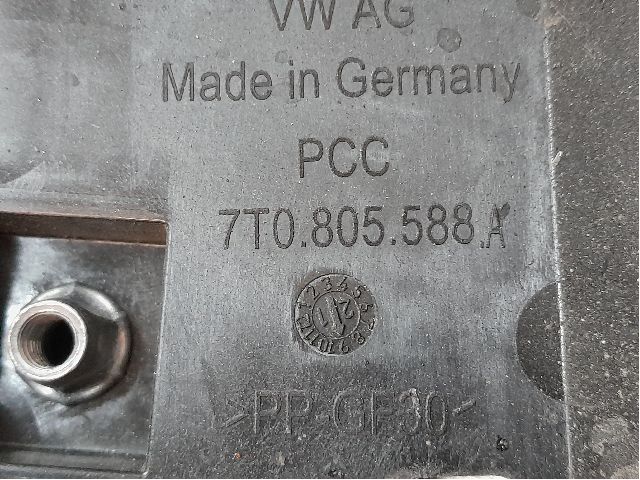 VW AG
Made in Germany
PCC
7T0.805.588.A
>PP-GF30<